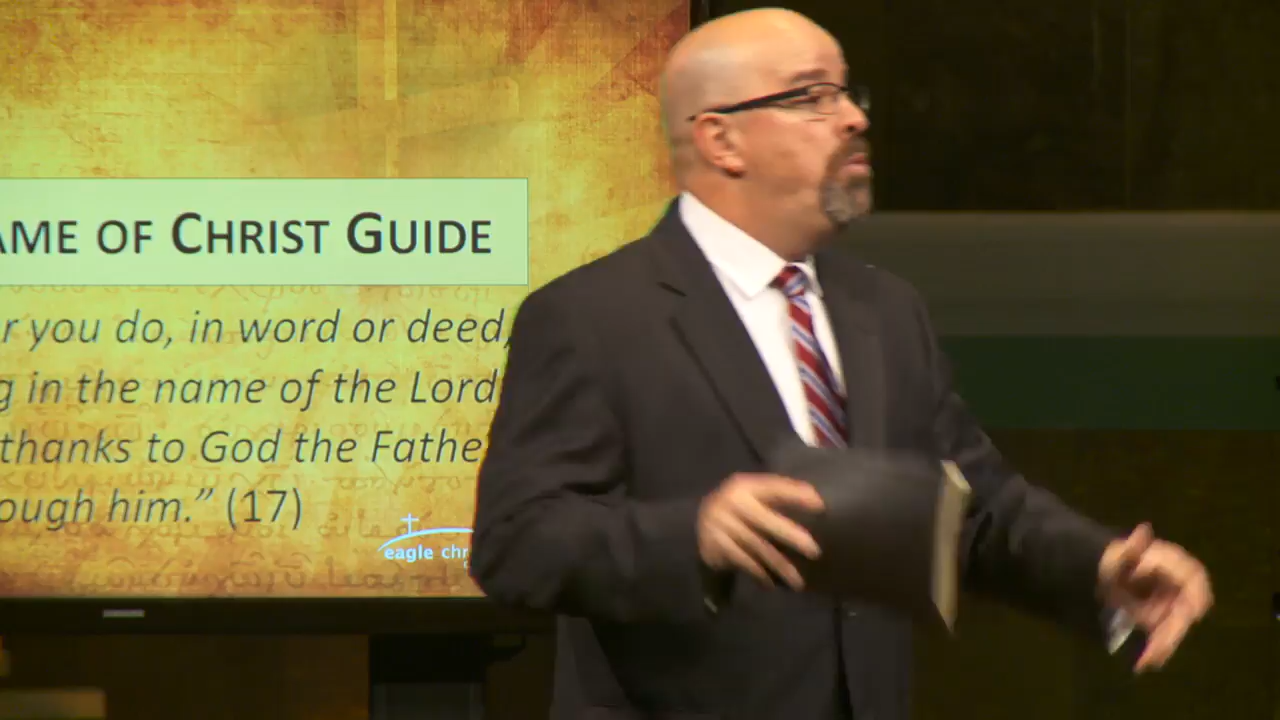 AME OF CHRIST GUIDE
r you do, in word or deed,
g in the name of the Lord
thanks to God the Fathe
ough him.” (17)
eagle chr